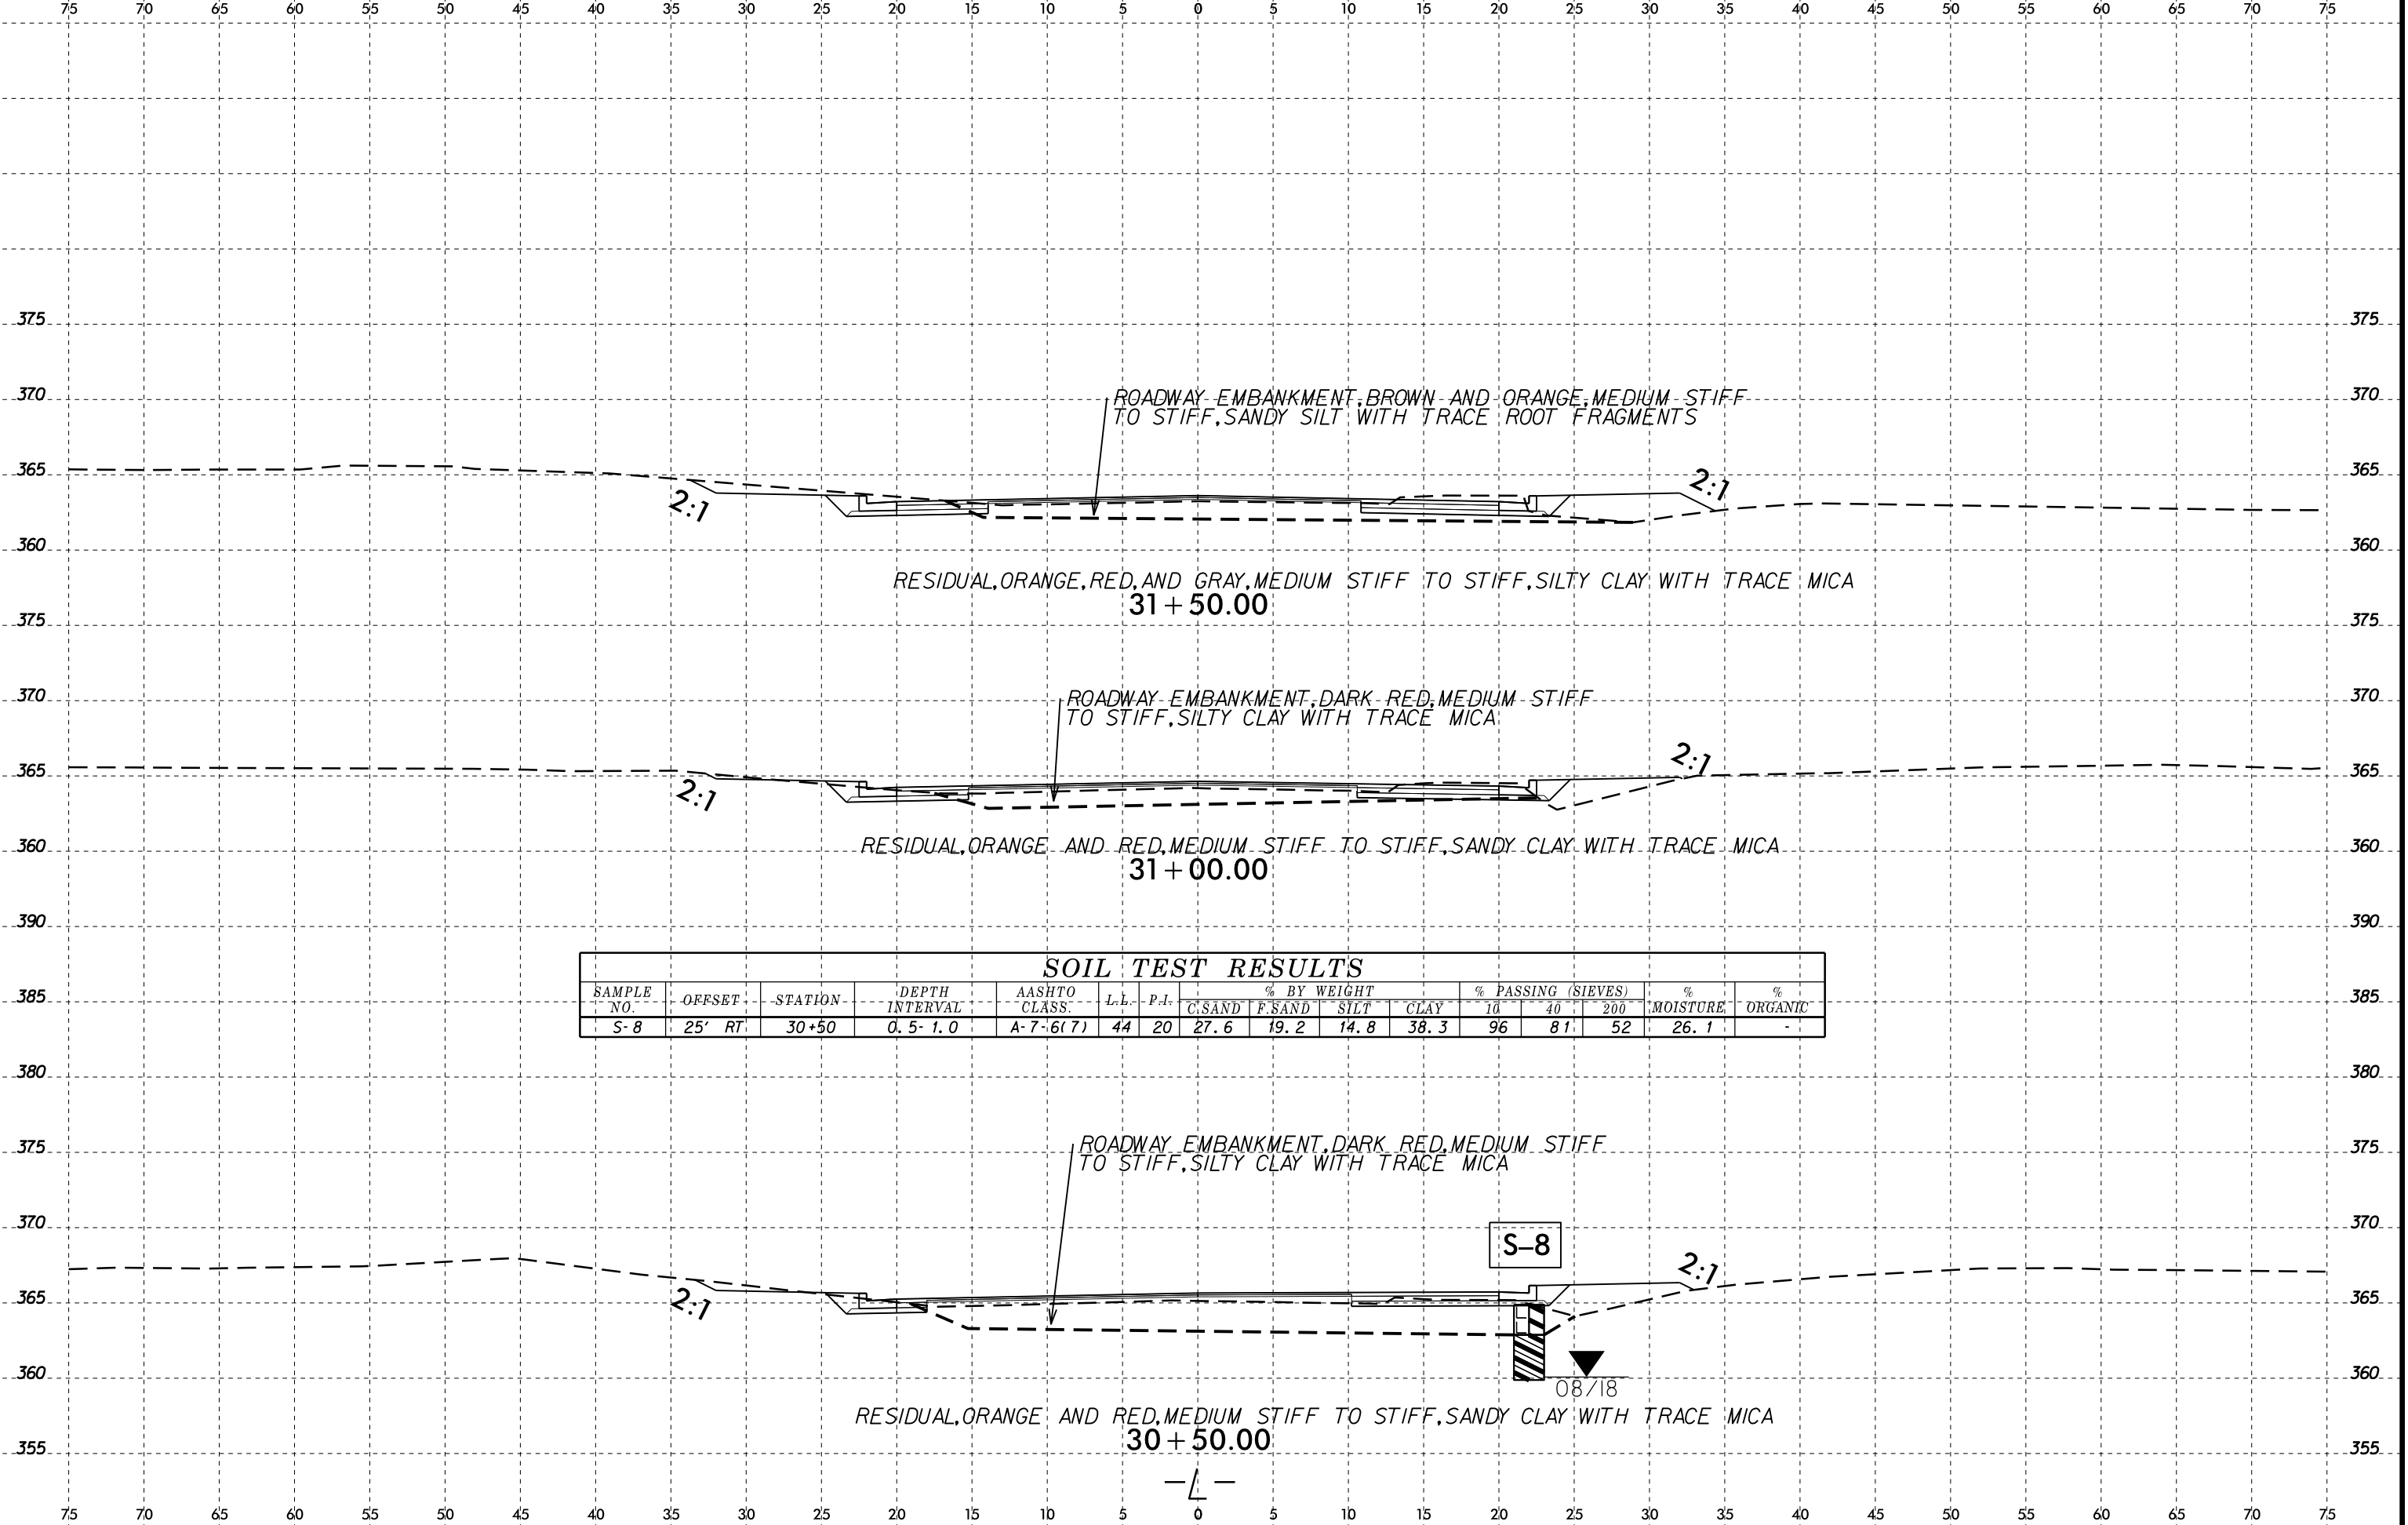 75 70 65 60 55 50 45 40 35 30 25 20 15 10 5 0 5 10 15 20 25 30 35 40 45 50 55 60 65 70 75
375 375
370 370
ROADWAY EMBANKMENT, BROWN AND ORANGE, MEDIUM STIFF
TO STIFF, SANDY SILT WITH TRACE ROOT FRAGMENTS
365 365
2:1 2:1
360 360
RESIDUAL, ORANGE, RED, AND GRAY, MEDIUM STIFF TO STIFF, SILTY CLAY WITH TRACE MICA
31+50.00
375 375
370 370
ROADWAY EMBANKMENT, DARK RED, MEDIUM STIFF
TO STIFF, SILTY CLAY WITH TRACE MICA
365 365
2:1 2:1
360 360
RESIDUAL, ORANGE AND RED, MEDIUM STIFF TO STIFF, SANDY CLAY WITH TRACE MICA
31+00.00
390 390
SOIL TEST RESULTS
385 385
SAMPLE NO. OFFSET STATION DEPTH INTERVAL AASHTO CLASS. L.L. P.I. % BY WEIGHT % PASSING (SIEVES) % MOISTURE % ORGANIC
C.SAND F.SAND SILT CLAY 10 40 200
S-8 25' RT 30+50 0.5-1.0 A-7-6(7) 44 20 27.6 19.2 14.8 38.3 96 81 52 26.1 -
380 380
375 375
ROADWAY EMBANKMENT, DARK RED, MEDIUM STIFF
TO STIFF, SILTY CLAY WITH TRACE MICA
370 370
S-8
365 365
2:1 2:1
360 360
08/18
RESIDUAL, ORANGE AND RED, MEDIUM STIFF TO STIFF, SANDY CLAY WITH TRACE MICA
30+50.00
355 355
-L-
75 70 65 60 55 50 45 40 35 30 25 20 15 10 5 0 5 10 15 20 25 30 35 40 45 50 55 60 65 70 75